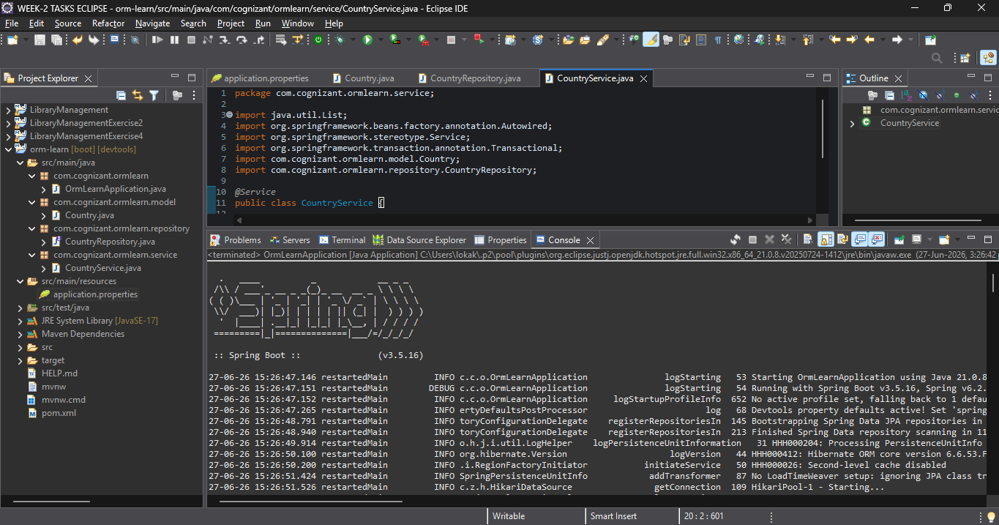 WEEK-2 TASKS ECLIPSE - orm-learn/src/main/java/com/cognizant/ormlearn/service/CountryService.java - Eclipse IDE
File Edit Source Refactor Navigate Search Project Run Window Help
Project Explorer
LibraryManagement
LibraryManagementExercise2
LibraryManagementExercise4
orm-learn [boot] [devtools]
src/main/java
com.cognizant.ormlearn
OrmLearnApplication.java
com.cognizant.ormlearn.model
Country.java
com.cognizant.ormlearn.repository
CountryRepository.java
com.cognizant.ormlearn.service
CountryService.java
src/main/resources
application.properties
src/test/java
JRE System Library [JavaSE-17]
Maven Dependencies
src
target
HELP.md
mvnw
mvnw.cmd
pom.xml
application.properties Country.java CountryRepository.java CountryService.java
1 package com.cognizant.ormlearn.service;
2
3 import java.util.List;
4 import org.springframework.beans.factory.annotation.Autowired;
5 import org.springframework.stereotype.Service;
6 import org.springframework.transaction.annotation.Transactional;
7 import com.cognizant.ormlearn.model.Country;
8 import com.cognizant.ormlearn.repository.CountryRepository;
9
10 @Service
11 public class CountryService {
12
Outline
com.cognizant.ormlearn.servic
CountryService
Problems Servers Terminal Data Source Explorer Properties Console
<terminated> OrmLearnApplication [Java Application] C:\Users\lokak\.p2\pool\plugins\org.eclipse.justj.openjdk.hotspot.jre.full.win32.x86_64_21.0.8.v20250724-1412\jre\bin\javaw.exe (27-Jun-2026, 3:26:42
  .   ____          _            __ _ _
 /\\ / ___'_ __ _ _(_)_ __  __ _ \ \ \ \
( ( )\___ | '_ | '_| | '_ \/ _` | \ \ \ \
 \\/  ___)| |_)| | | | | || (_| |  ) ) ) )
  '  |____| .__|_| |_|_| |_\__, | / / / /
 =========|_|==============|___/=/_/_/_/
:: Spring Boot :: (v3.5.16)
27-06-26 15:26:47.146 restartedMain INFO c.c.o.OrmLearnApplication logStarting 53 Starting OrmLearnApplication using Java 21.0.8
27-06-26 15:26:47.151 restartedMain DEBUG c.c.o.OrmLearnApplication logStarting 54 Running with Spring Boot v3.5.16, Spring v6.2.
27-06-26 15:26:47.152 restartedMain INFO c.c.o.OrmLearnApplication logStartupProfileInfo 652 No active profile set, falling back to 1 defau
27-06-26 15:26:47.265 restartedMain INFO ertyDefaultsPostProcessor log 68 Devtools property defaults active! Set 'spring
27-06-26 15:26:48.791 restartedMain INFO toryConfigurationDelegate registerRepositoriesIn 145 Bootstrapping Spring Data JPA repositories in
27-06-26 15:26:48.940 restartedMain INFO toryConfigurationDelegate registerRepositoriesIn 213 Finished Spring Data repository scanning in 11
27-06-26 15:26:49.914 restartedMain INFO o.h.j.i.util.LogHelper logPersistenceUnitInformation 31 HHH000204: Processing PersistenceUnitInfo
27-06-26 15:26:50.100 restartedMain INFO org.hibernate.Version logVersion 44 HHH000412: Hibernate ORM core version 6.6.53.F
27-06-26 15:26:50.200 restartedMain INFO .i.RegionFactoryInitiator initiateService 50 HHH000026: Second-level cache disabled
27-06-26 15:26:51.424 restartedMain INFO SpringPersistenceUnitInfo addTransformer 87 No LoadTimeWeaver setup: ignoring JPA class tr
27-06-26 15:26:51.526 restartedMain INFO c.z.h.HikariDataSource getConnection 109 HikariPool-1 - Starting...
Writable Smart Insert 20 : 2 : 601